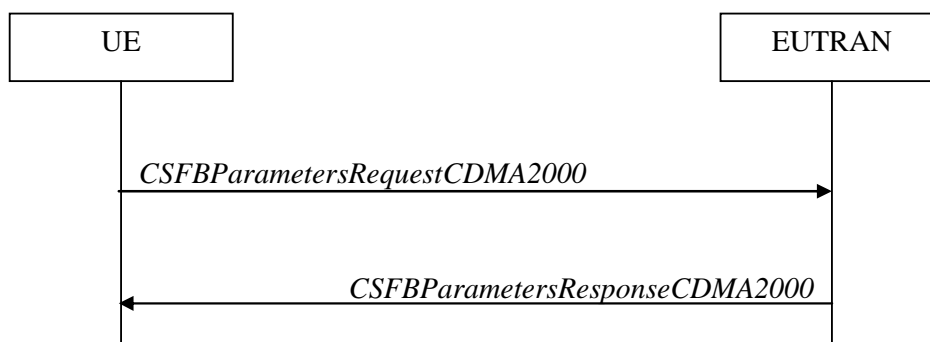 UE
EUTRAN
CSFBParametersRequestCDMA2000
CSFBParametersResponseCDMA2000